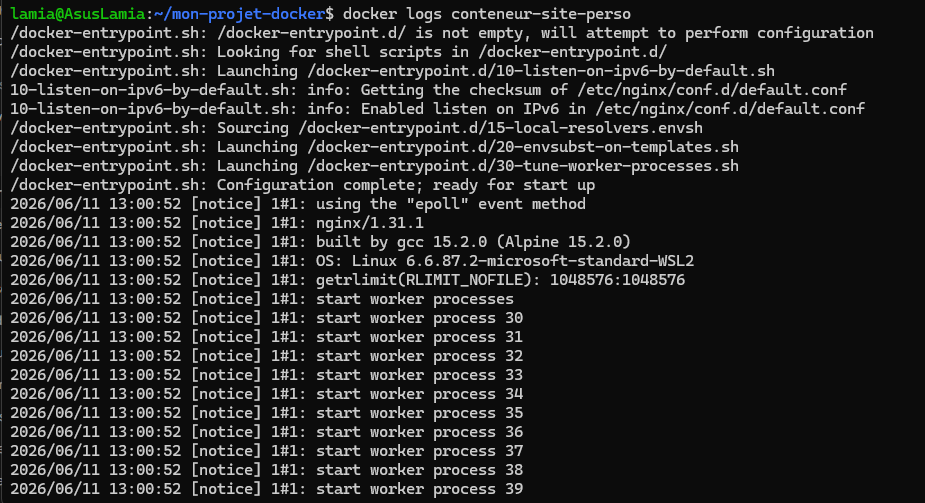 lamia@AsusLamia:~/mon-projet-docker$ docker logs conteneur-site-perso
/docker-entrypoint.sh: /docker-entrypoint.d/ is not empty, will attempt to perform configuration
/docker-entrypoint.sh: Looking for shell scripts in /docker-entrypoint.d/
/docker-entrypoint.sh: Launching /docker-entrypoint.d/10-listen-on-ipv6-by-default.sh
10-listen-on-ipv6-by-default.sh: info: Getting the checksum of /etc/nginx/conf.d/default.conf
10-listen-on-ipv6-by-default.sh: info: Enabled listen on IPv6 in /etc/nginx/conf.d/default.conf
/docker-entrypoint.sh: Sourcing /docker-entrypoint.d/15-local-resolvers.envsh
/docker-entrypoint.sh: Launching /docker-entrypoint.d/20-envsubst-on-templates.sh
/docker-entrypoint.sh: Launching /docker-entrypoint.d/30-tune-worker-processes.sh
/docker-entrypoint.sh: Configuration complete; ready for start up
2026/06/11 13:00:52 [notice] 1#1: using the "epoll" event method
2026/06/11 13:00:52 [notice] 1#1: nginx/1.31.1
2026/06/11 13:00:52 [notice] 1#1: built by gcc 15.2.0 (Alpine 15.2.0)
2026/06/11 13:00:52 [notice] 1#1: OS: Linux 6.6.87.2-microsoft-standard-WSL2
2026/06/11 13:00:52 [notice] 1#1: getrlimit(RLIMIT_NOFILE): 1048576:1048576
2026/06/11 13:00:52 [notice] 1#1: start worker processes
2026/06/11 13:00:52 [notice] 1#1: start worker process 30
2026/06/11 13:00:52 [notice] 1#1: start worker process 31
2026/06/11 13:00:52 [notice] 1#1: start worker process 32
2026/06/11 13:00:52 [notice] 1#1: start worker process 33
2026/06/11 13:00:52 [notice] 1#1: start worker process 34
2026/06/11 13:00:52 [notice] 1#1: start worker process 35
2026/06/11 13:00:52 [notice] 1#1: start worker process 36
2026/06/11 13:00:52 [notice] 1#1: start worker process 37
2026/06/11 13:00:52 [notice] 1#1: start worker process 38
2026/06/11 13:00:52 [notice] 1#1: start worker process 39